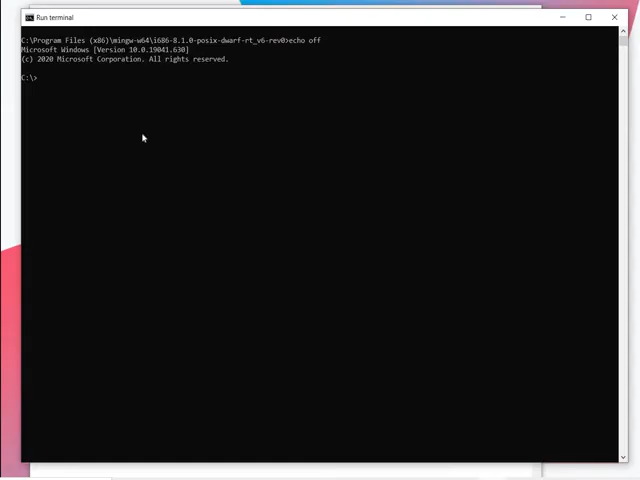 Run terminal
C:\Program Files (x86)\mingw-w64\i686-8.1.0-posix-dwarf-rt_v6-rev0>echo off
Microsoft Windows [Version 10.0.19041.630]
(c) 2020 Microsoft Corporation. All rights reserved.
C:\>